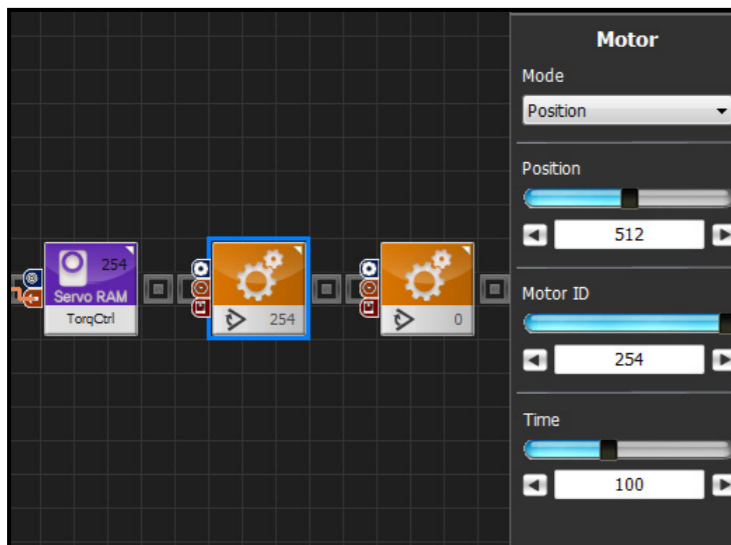 254
Servo RAM
TorqCtrl
254
0
Motor
Mode
Position
Position
512
Motor ID
254
Time
100